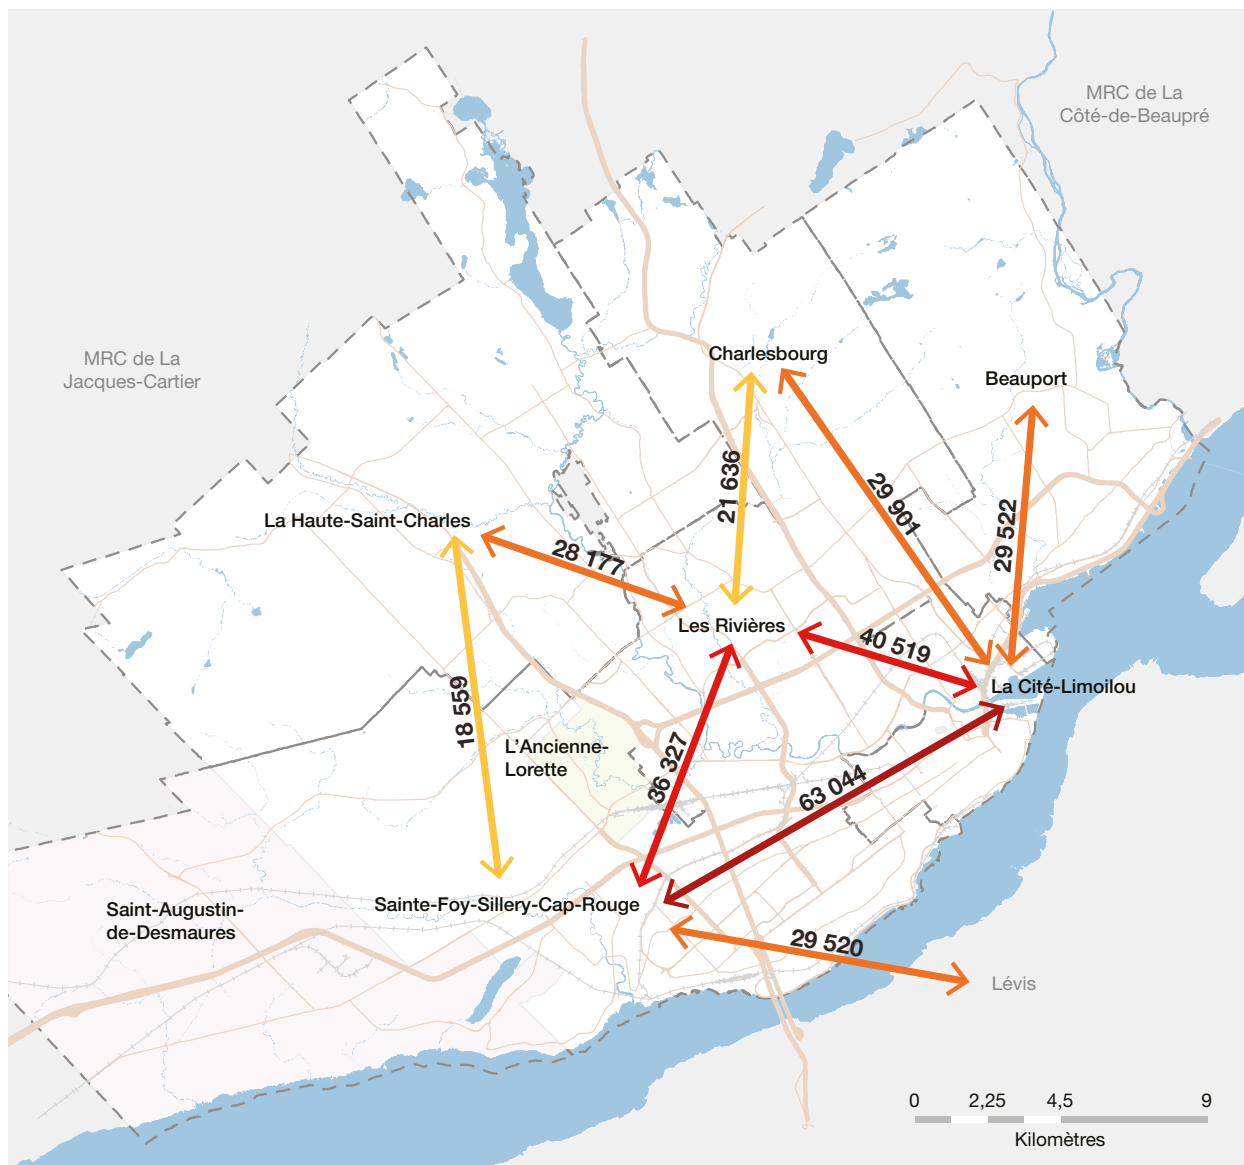 MRC de La
Côté-de-Beaupré
MRC de La
Jacques-Cartier
Charlesbourg
Beauport
21 636
29 901
29 522
La Haute-Saint-Charles
28 177
Les Rivières
40 519
La Cité-Limoilou
18 559
L'Ancienne-
Lorette
36 327
63 044
Sainte-Foy-Sillery-Cap-Rouge
Saint-Augustin-
de-Desmaures
29 520
Lévis
0 2,25 4,5 9
Kilomètres